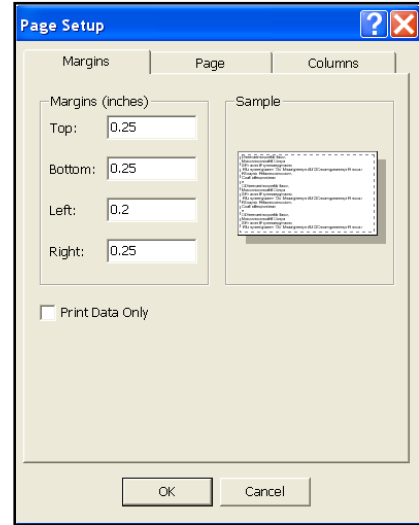 Page Setup
Margins Page Columns
Margins (inches) Sample
Top: 0.25
Bottom: 0.25
Left: 0.2
Right: 0.25
Print Data Only
OK Cancel